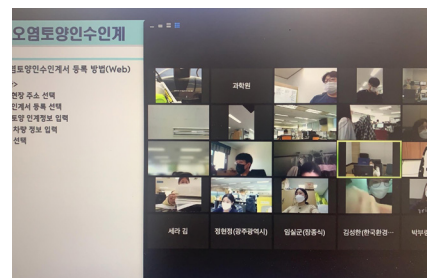 오염토양인수인계
염토양인수인계서 등록 방법(Web)
>
현장 주소 선택
인계서 등록 선택
토양 인계정보 입력
차량 정보 입력
선택
과학원
세라 김
정현정(광주광역시)
임실군(장종식)
김성한(한국환경…
박부